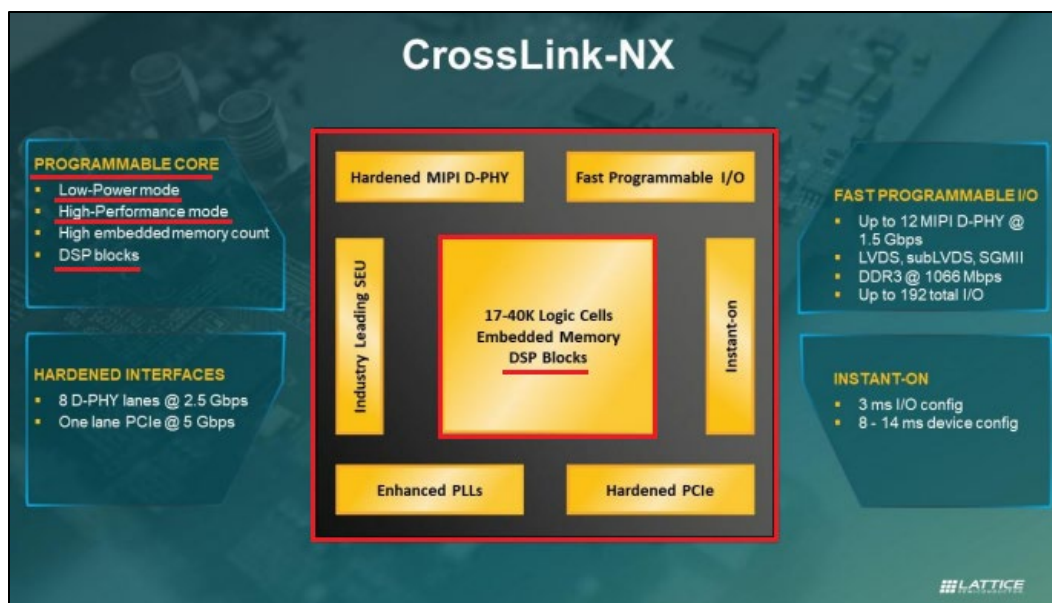 CrossLink-NX
PROGRAMMABLE CORE
Low-Power mode
High-Performance mode
High embedded memory count
DSP blocks
HARDENED INTERFACES
8 D-PHY lanes @ 2.5 Gbps
One lane PCIe @ 5 Gbps
Hardened MIPI D-PHY
Fast Programmable I/O
Industry Leading SEU
17-40K Logic Cells
Embedded Memory
DSP Blocks
Instant-on
Enhanced PLLs
Hardened PCIe
FAST PROGRAMMABLE I/O
Up to 12 MIPI D-PHY @
1.5 Gbps
LVDS, subLVDS, SGMII
DDR3 @ 1066 Mbps
Up to 192 total I/O
INSTANT-ON
3 ms I/O config
8 - 14 ms device config
LATTICE
SEMICONDUCTOR